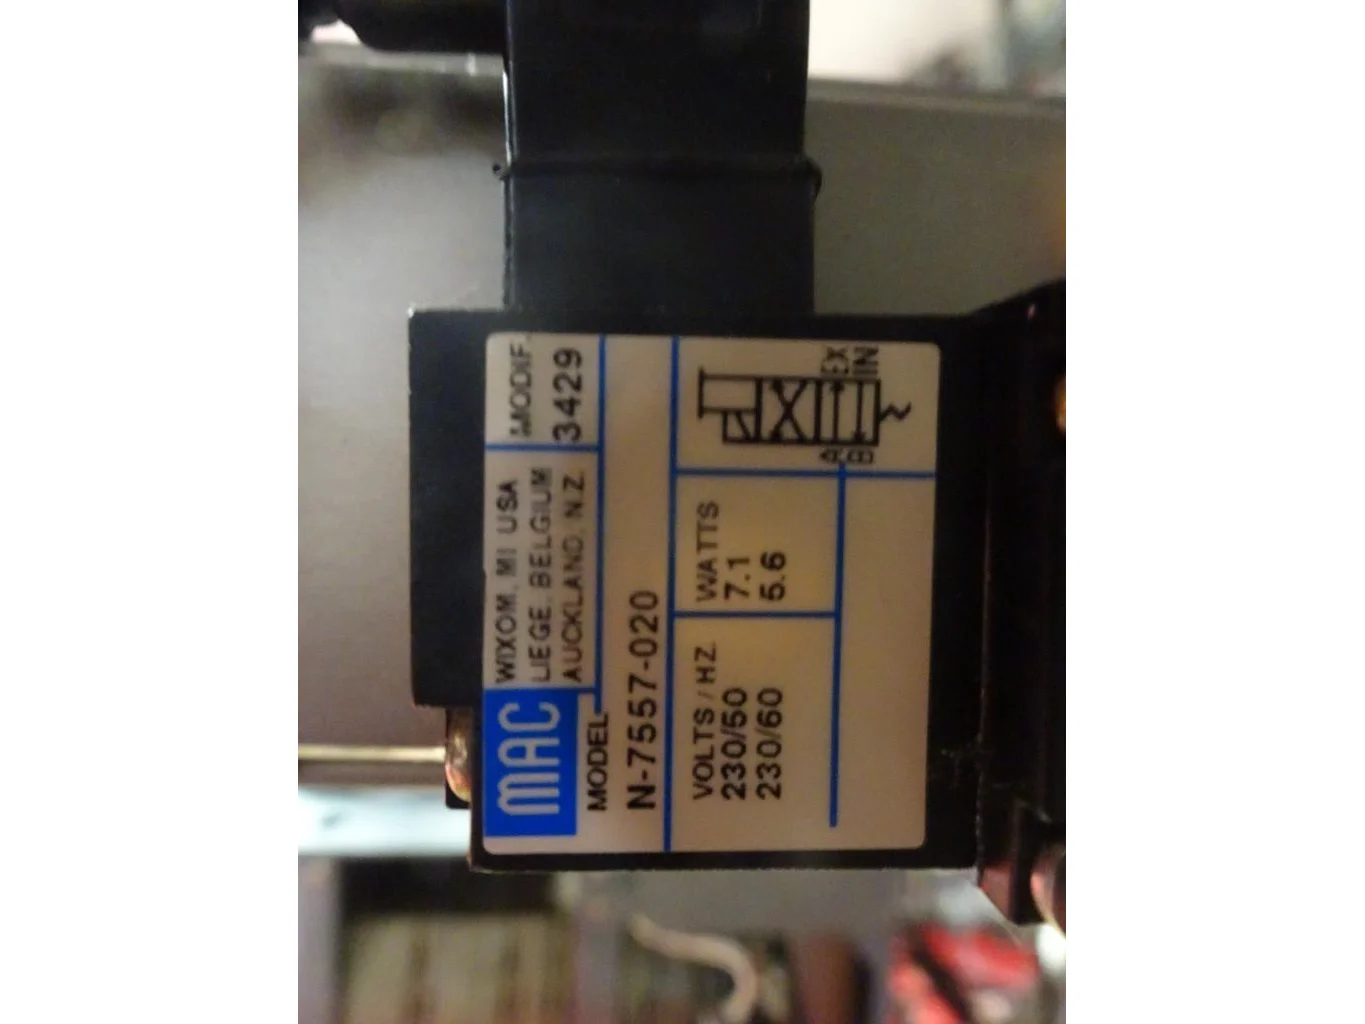 MAC
WIXOM, MI USA
LIEGE, BELGIUM
AUCKLAND, N.Z.
MODIF.
3429
MODEL
N-7557-020
VOLTS / HZ.
230/50
230/60
WATTS
7.1
5.6
A EX
B IN